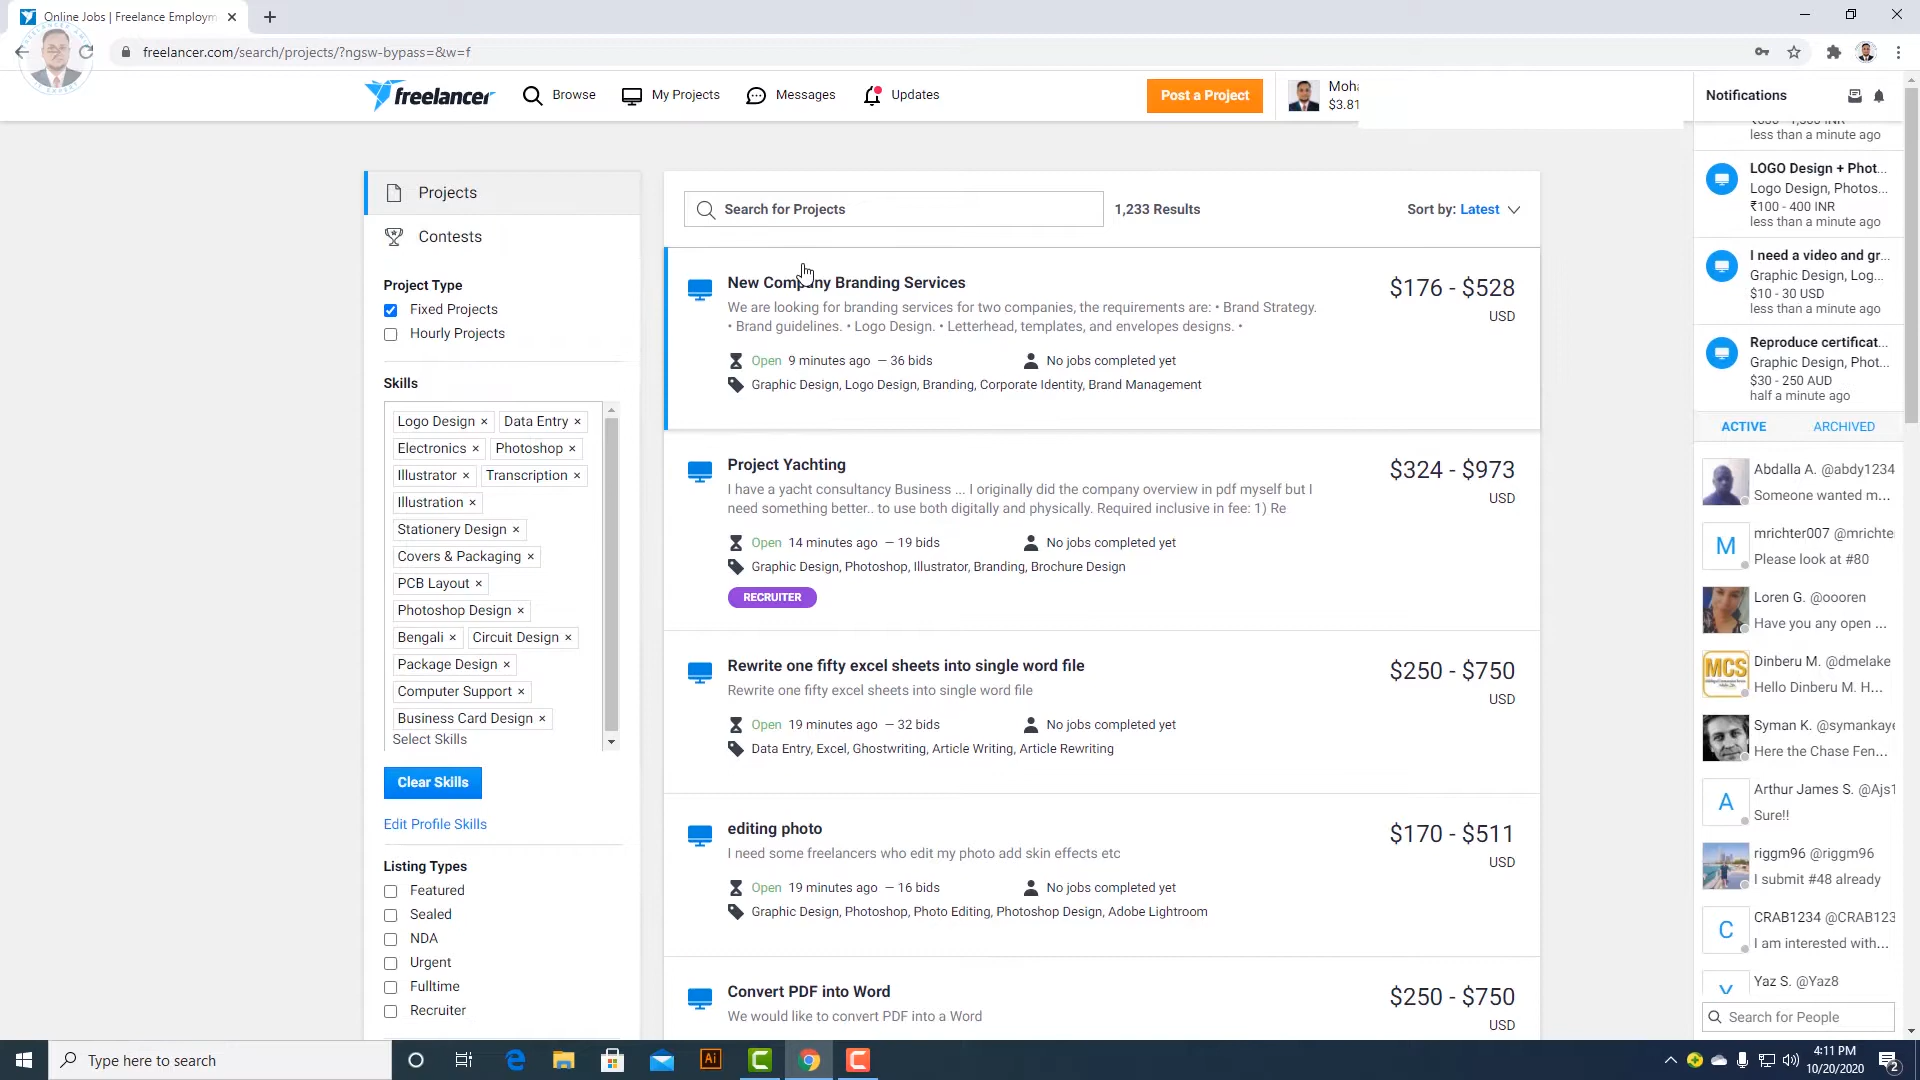 Online Jobs | Freelance Employm
freelancer.com/search/projects/?ngsw-bypass=&w=f
freelancer
Browse
My Projects
Messages
Updates
Post a Project
Moha
$3.81
Projects
Contests
Project Type
Fixed Projects
Hourly Projects
Skills
Logo Design × Data Entry ×
Electronics × Photoshop ×
Illustrator × Transcription ×
Illustration ×
Stationery Design ×
Covers & Packaging ×
PCB Layout ×
Photoshop Design ×
Bengali × Circuit Design ×
Package Design ×
Computer Support ×
Business Card Design ×
Select Skills
Clear Skills
Edit Profile Skills
Listing Types
Featured
Sealed
NDA
Urgent
Fulltime
Recruiter
Search for Projects
1,233 Results
Sort by: Latest
New Company Branding Services
$176 - $528
USD
We are looking for branding services for two companies, the requirements are: • Brand Strategy.
• Brand guidelines. • Logo Design. • Letterhead, templates, and envelopes designs. •
Open 9 minutes ago — 36 bids
No jobs completed yet
Graphic Design, Logo Design, Branding, Corporate Identity, Brand Management
Project Yachting
$324 - $973
USD
I have a yacht consultancy Business ... I originally did the company overview in pdf myself but I
need something better.. to use both digitally and physically. Required inclusive in fee: 1) Re
Open 14 minutes ago — 19 bids
No jobs completed yet
Graphic Design, Photoshop, Illustrator, Branding, Brochure Design
RECRUITER
Rewrite one fifty excel sheets into single word file
$250 - $750
USD
Rewrite one fifty excel sheets into single word file
Open 19 minutes ago — 32 bids
No jobs completed yet
Data Entry, Excel, Ghostwriting, Article Writing, Article Rewriting
editing photo
$170 - $511
USD
I need some freelancers who edit my photo add skin effects etc
Open 19 minutes ago — 16 bids
No jobs completed yet
Graphic Design, Photoshop, Photo Editing, Photoshop Design, Adobe Lightroom
Convert PDF into Word
$250 - $750
USD
We would like to convert PDF into a Word
Notifications
less than a minute ago
LOGO Design + Phot...
Logo Design, Photos...
₹100 - 400 INR
less than a minute ago
I need a video and gr...
Graphic Design, Log...
$10 - 30 USD
less than a minute ago
Reproduce certificat...
Graphic Design, Phot...
$30 - 250 AUD
half a minute ago
ACTIVE ARCHIVED
Abdalla A. @abdy1234
Someone wanted m...
M
mrichter007 @mrichte
Please look at #80
Loren G. @oooren
Have you any open ...
MCS
Dinberu M. @dmelake
Hello Dinberu M. H...
Syman K. @symankaye
Here the Chase Fen...
A
Arthur James S. @Ajs1
Sure!!
riggm96 @riggm96
I submit #48 already
C
CRAB1234 @CRAB123
I am interested with...
Y
Yaz S. @Yaz8
Search for People
Type here to search
Ai
4:11 PM
10/20/2020
2